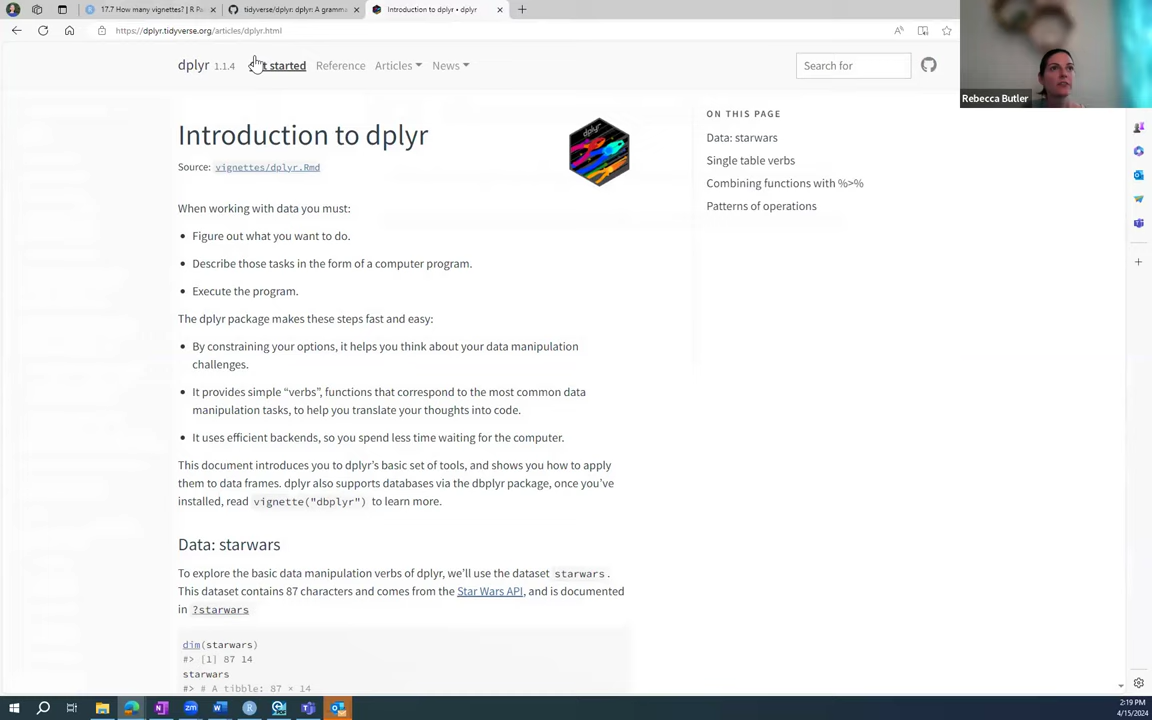 17.7 How many vignettes? | R Pa
tidyverse/dplyr: dplyr: A gramma
Introduction to dplyr • dplyr
https://dplyr.tidyverse.org/articles/dplyr.html
dplyr 1.1.4 started Reference Articles News
Search for
Rebecca Butler
Introduction to dplyr
Source: vignettes/dplyr.Rmd
dplyr
When working with data you must:
• Figure out what you want to do.
• Describe those tasks in the form of a computer program.
• Execute the program.
The dplyr package makes these steps fast and easy:
• By constraining your options, it helps you think about your data manipulation
challenges.
• It provides simple “verbs”, functions that correspond to the most common data
manipulation tasks, to help you translate your thoughts into code.
• It uses efficient backends, so you spend less time waiting for the computer.
This document introduces you to dplyr’s basic set of tools, and shows you how to apply
them to data frames. dplyr also supports databases via the dbplyr package, once you’ve
installed, read vignette("dbplyr") to learn more.
Data: starwars
To explore the basic data manipulation verbs of dplyr, we’ll use the dataset starwars .
This dataset contains 87 characters and comes from the Star Wars API, and is documented
in ?starwars
dim(starwars)
#> [1] 87 14
starwars
#> # A tibble: 87 × 14
ON THIS PAGE
Data: starwars
Single table verbs
Combining functions with %>%
Patterns of operations
2:19 PM
4/15/2024